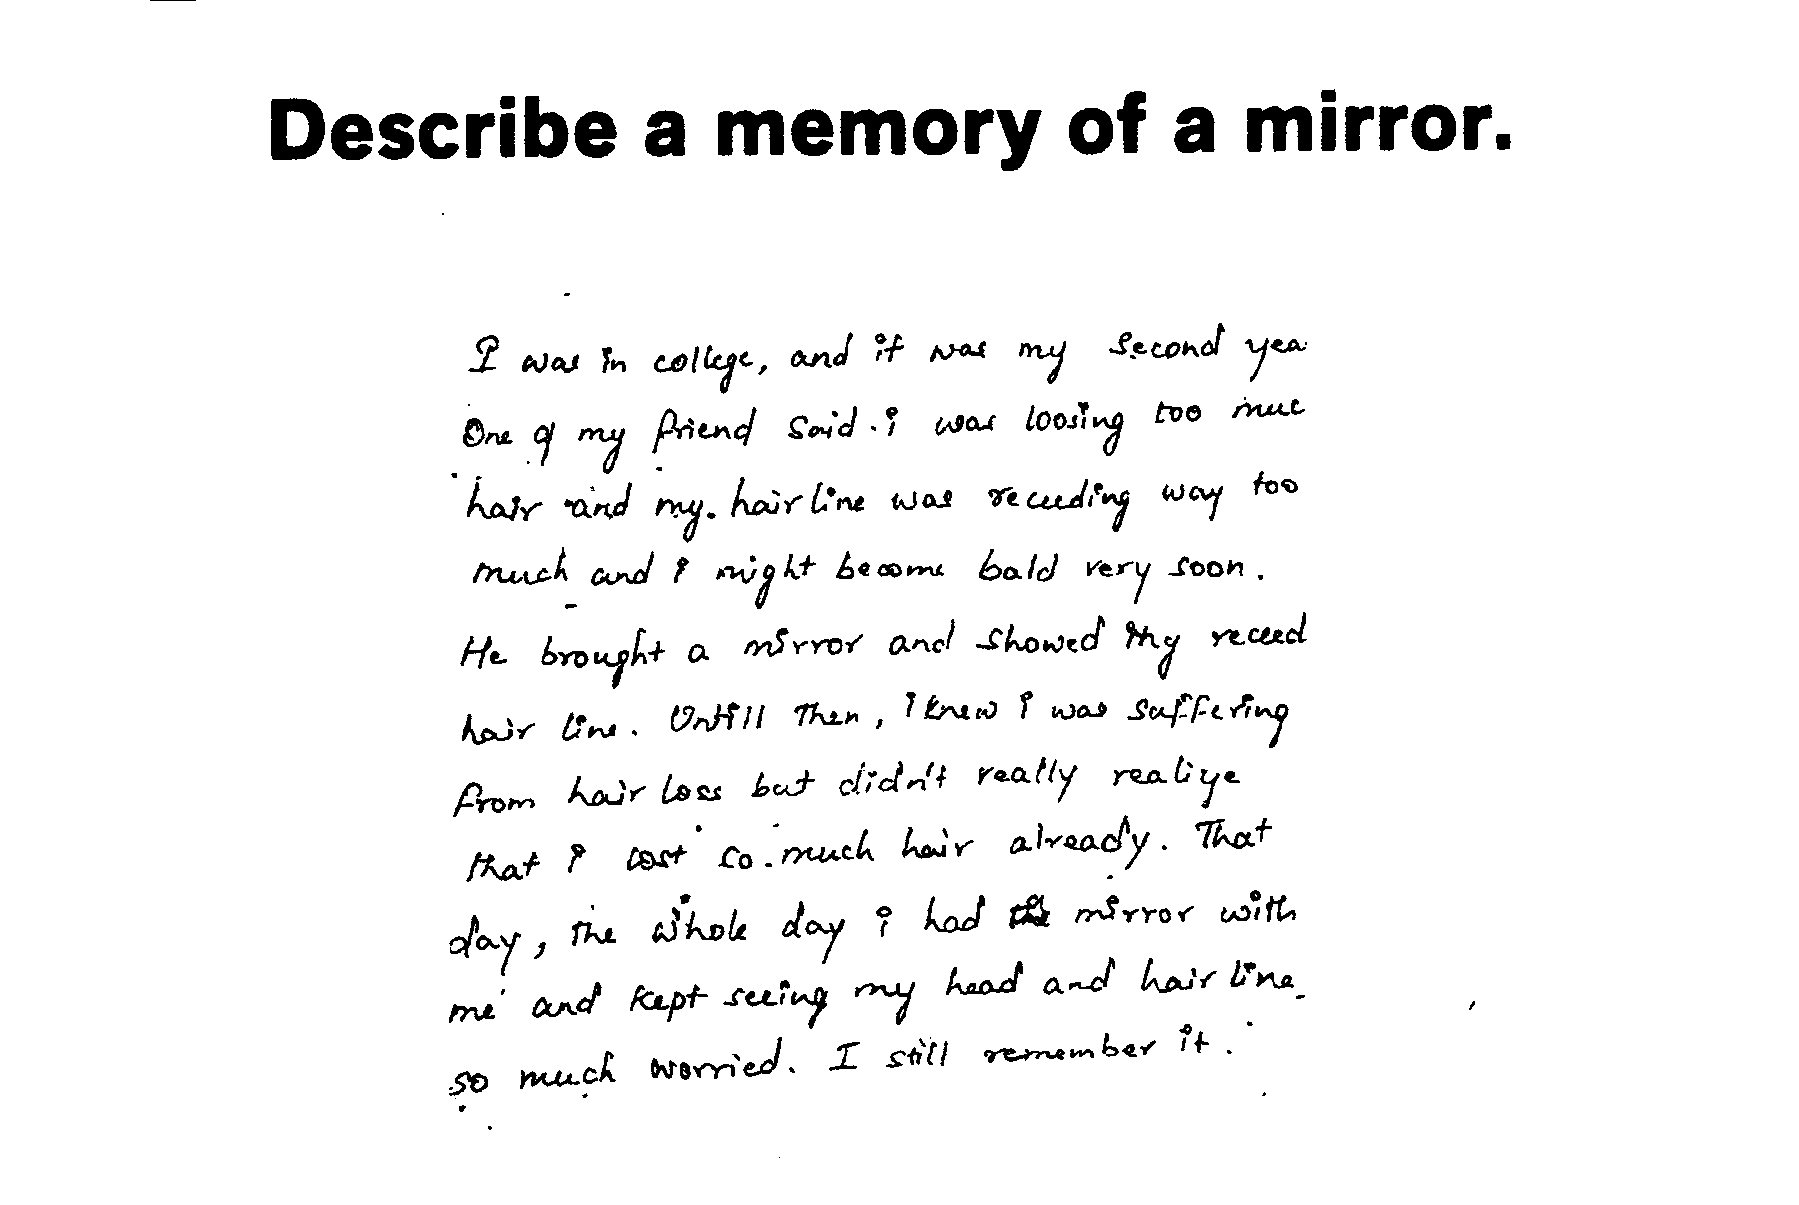 Describe a memory of a mirror.
I was in college, and it was my second yea
One of my friend said i was loosing too muc
hair and my hair line was receeding way too
much and i might become bald very soon.
He brought a mirror and showed my receed
hair line. Untill then, i knew i was suffering
from hair loss but didn't really realize
that i lost so much hair already. That
day, the whole day i had the mirror with
me and kept seeing my head and hair line
so much worried. I still remember it.